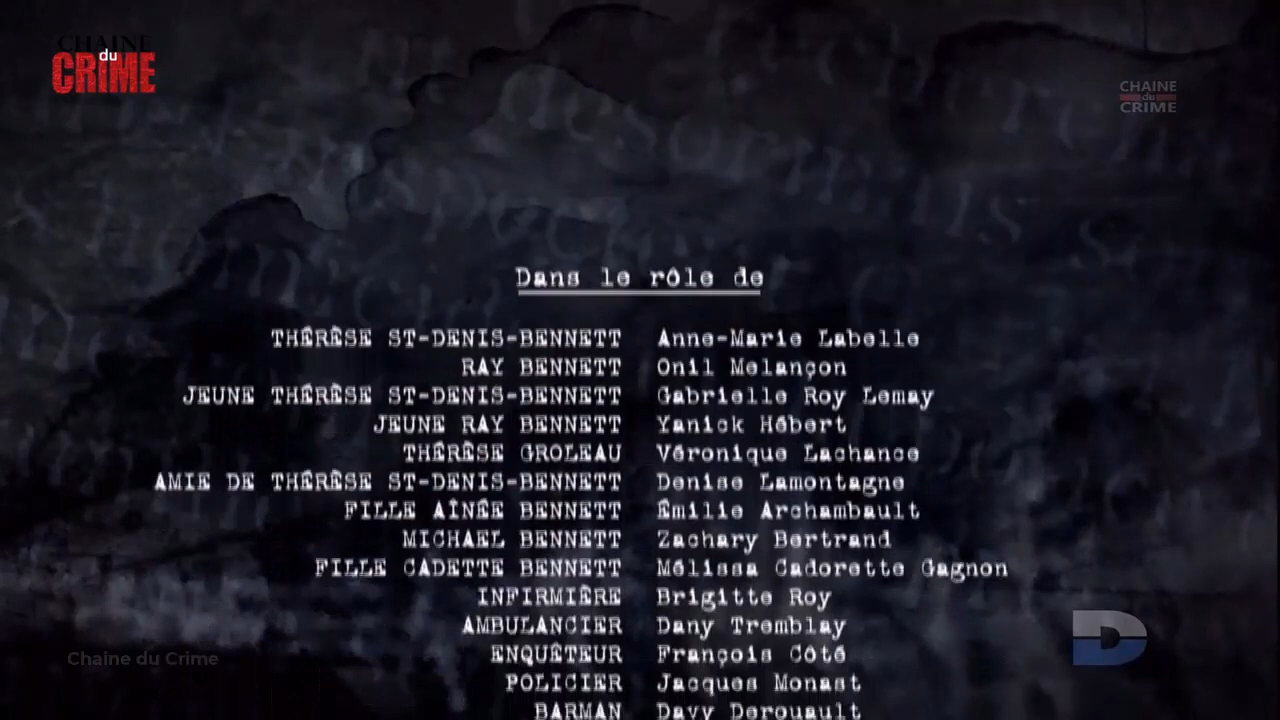 CHAINE
du
CRIME
CHAINE
du
CRIME
Dans le rôle de
THÉRÈSE ST-DENIS-BENNETT Anne-Marie Labelle
RAY BENNETT Onil Melançon
JEUNE THÉRÈSE ST-DENIS-BENNETT Gabrielle Roy Lemay
JEUNE RAY BENNETT Yanick Hébert
THÉRÈSE GROLEAU Véronique Lachance
AMIE DE THÉRÈSE ST-DENIS-BENNETT Denise Lamontagne
FILLE AÎNÉE BENNETT Émilie Archambault
MICHAEL BENNETT Zachary Bertrand
FILLE CADETTE BENNETT Mélissa Cadorette Gagnon
INFIRMIÈRE Brigitte Roy
AMBULANCIER Dany Tremblay
ENQUÊTEUR François Côté
POLICIER Jacques Monast
BARMAN Davy Derouault
Chaine du Crime
D